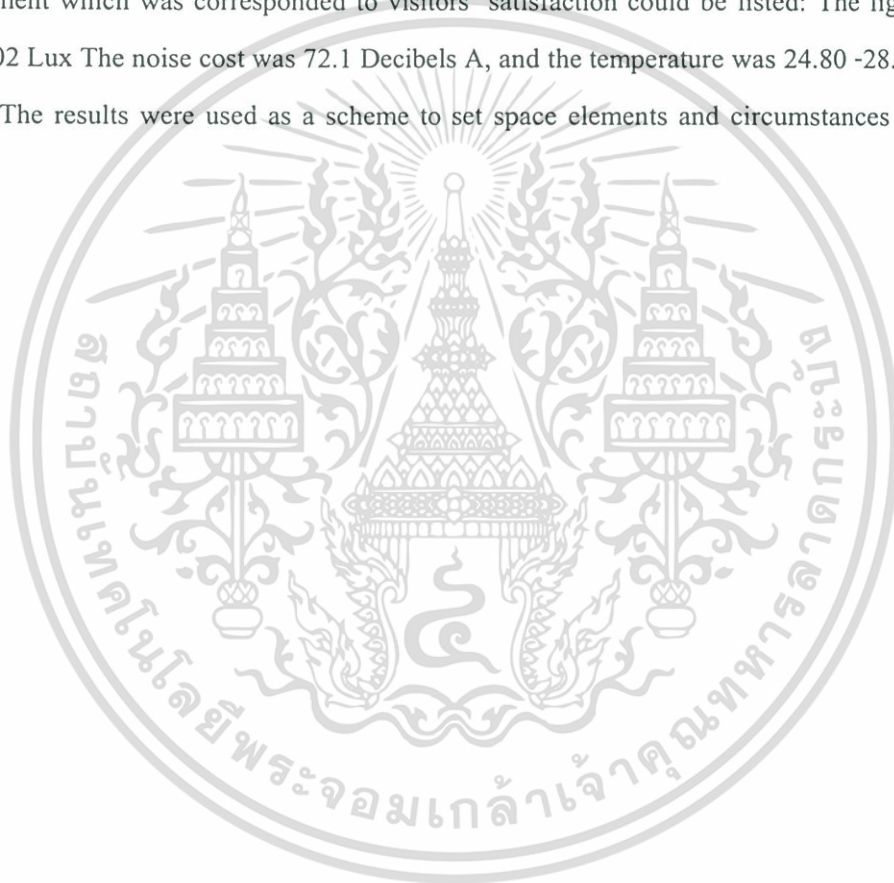 which was corresponded to visitors' satisfaction could be listed: The
02 Lux The noise cost was 72.1 Decibels A, and the temperature was 24.80 -28.
The results were used as a scheme to set space elements and circumstances
สถาบันเทคโนโลยีพระจอมเกล้าเจ้าคุณทหารลาดกระบัง
๔